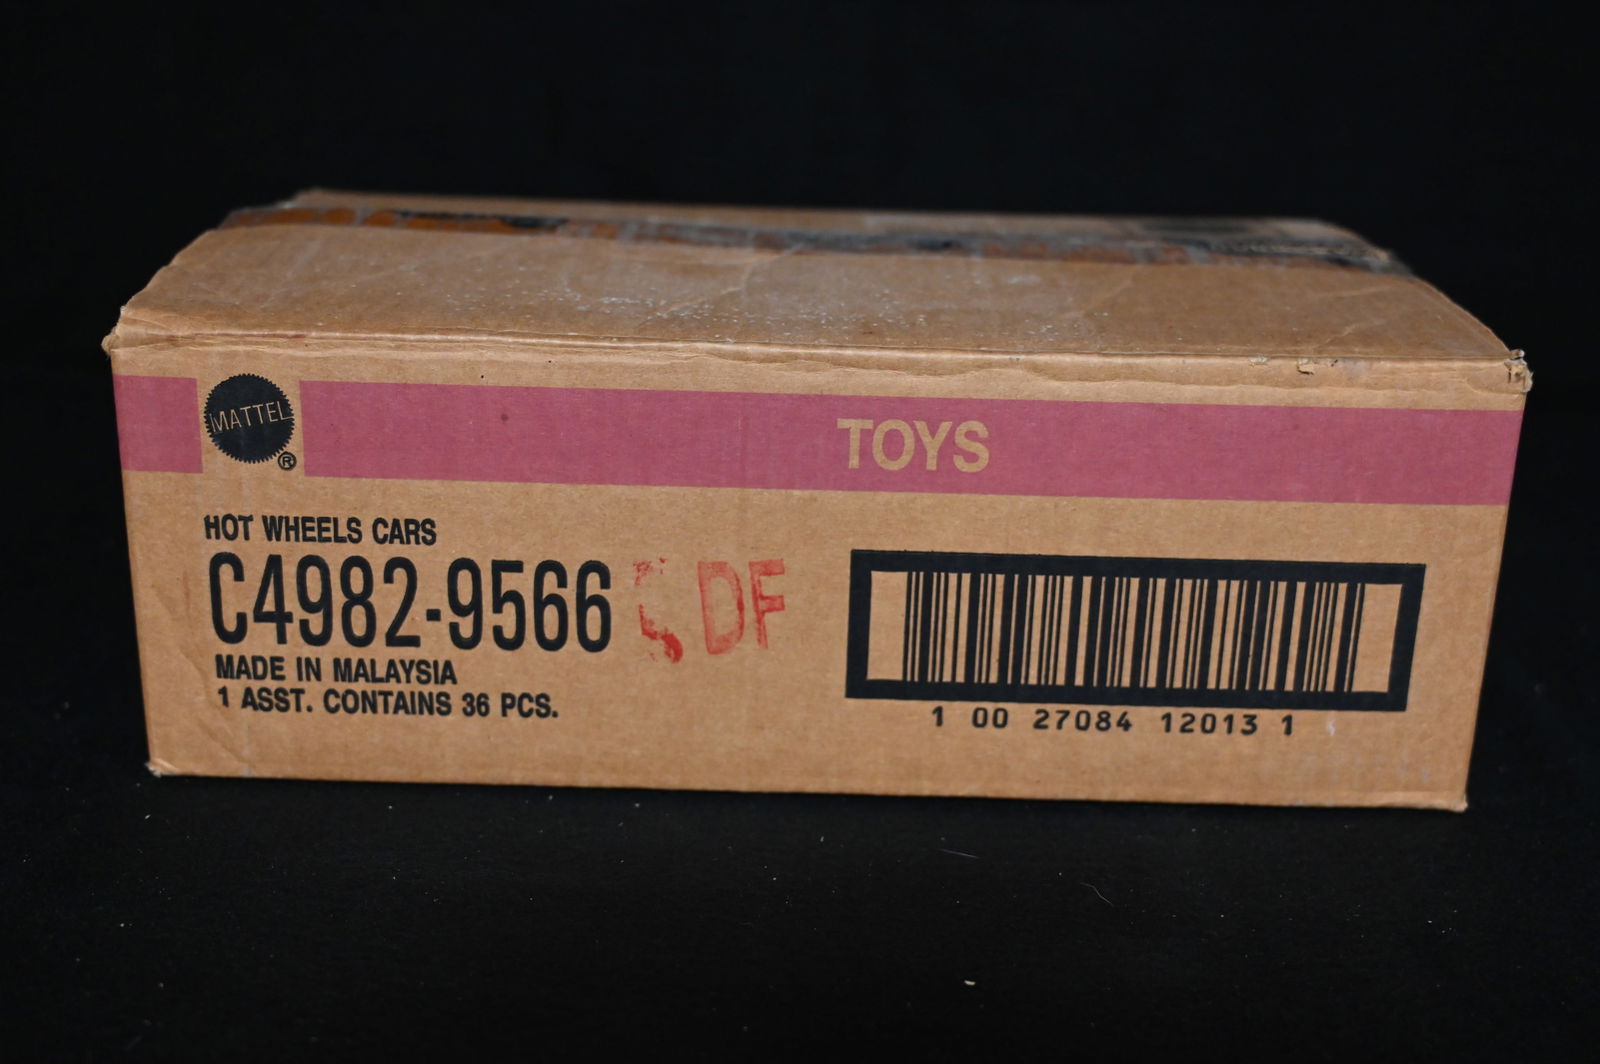 MATTEL
®
TOYS
HOT WHEELS CARS
C4982-9566
DF
MADE IN MALAYSIA
1 ASST. CONTAINS 36 PCS.
1 00 27084 12013 1